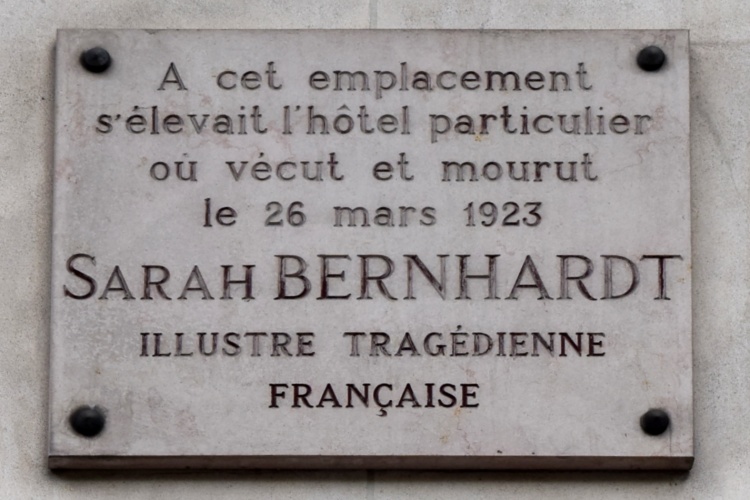 A cet emplacement
s'élevait l'hôtel particulier
où vécut et mourut
le 26 mars 1923
SARAH BERNHARDT
ILLUSTRE TRAGÉDIENNE
FRANÇAISE